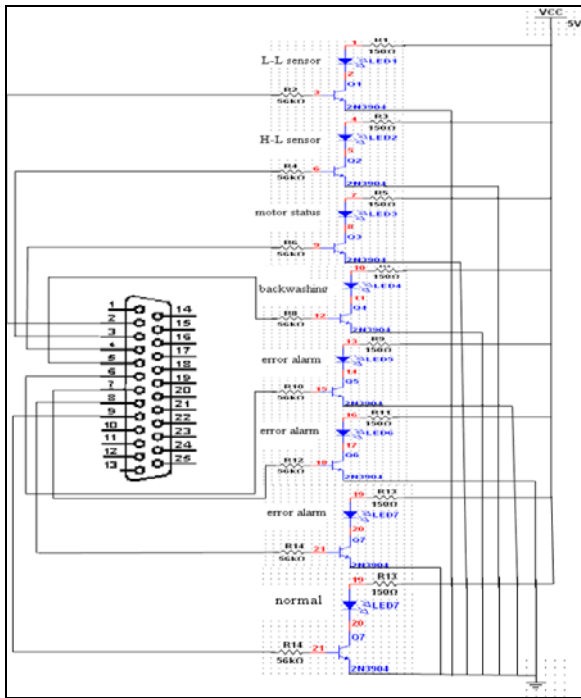 VCC
5V
1
R1
150Ω
L-L sensor
LED1
2
Q1
R2
3
56kΩ
2N3904
4
R3
150Ω
H-L sensor
LED2
5
Q2
R4
6
56kΩ
2N3904
7
R5
150Ω
motor status
LED3
8
Q3
R6
9
56kΩ
2N3904
10
150Ω
backwashing
LED4
11
Q4
R8
12
56kΩ
2N3904
13
R9
150Ω
error alarm
LED5
14
Q5
R10
15
56kΩ
2N3904
16
R11
150Ω
error alarm
LED6
17
Q6
R12
18
56kΩ
2N3904
19
R13
150Ω
error alarm
LED7
20
Q7
R14
21
56kΩ
2N3904
19
R13
150Ω
normal
LED7
20
Q7
R14
21
56kΩ
2N3904
1
14
2
15
3
16
4
17
5
18
6
19
7
20
8
21
9
22
10
23
11
24
12
25
13